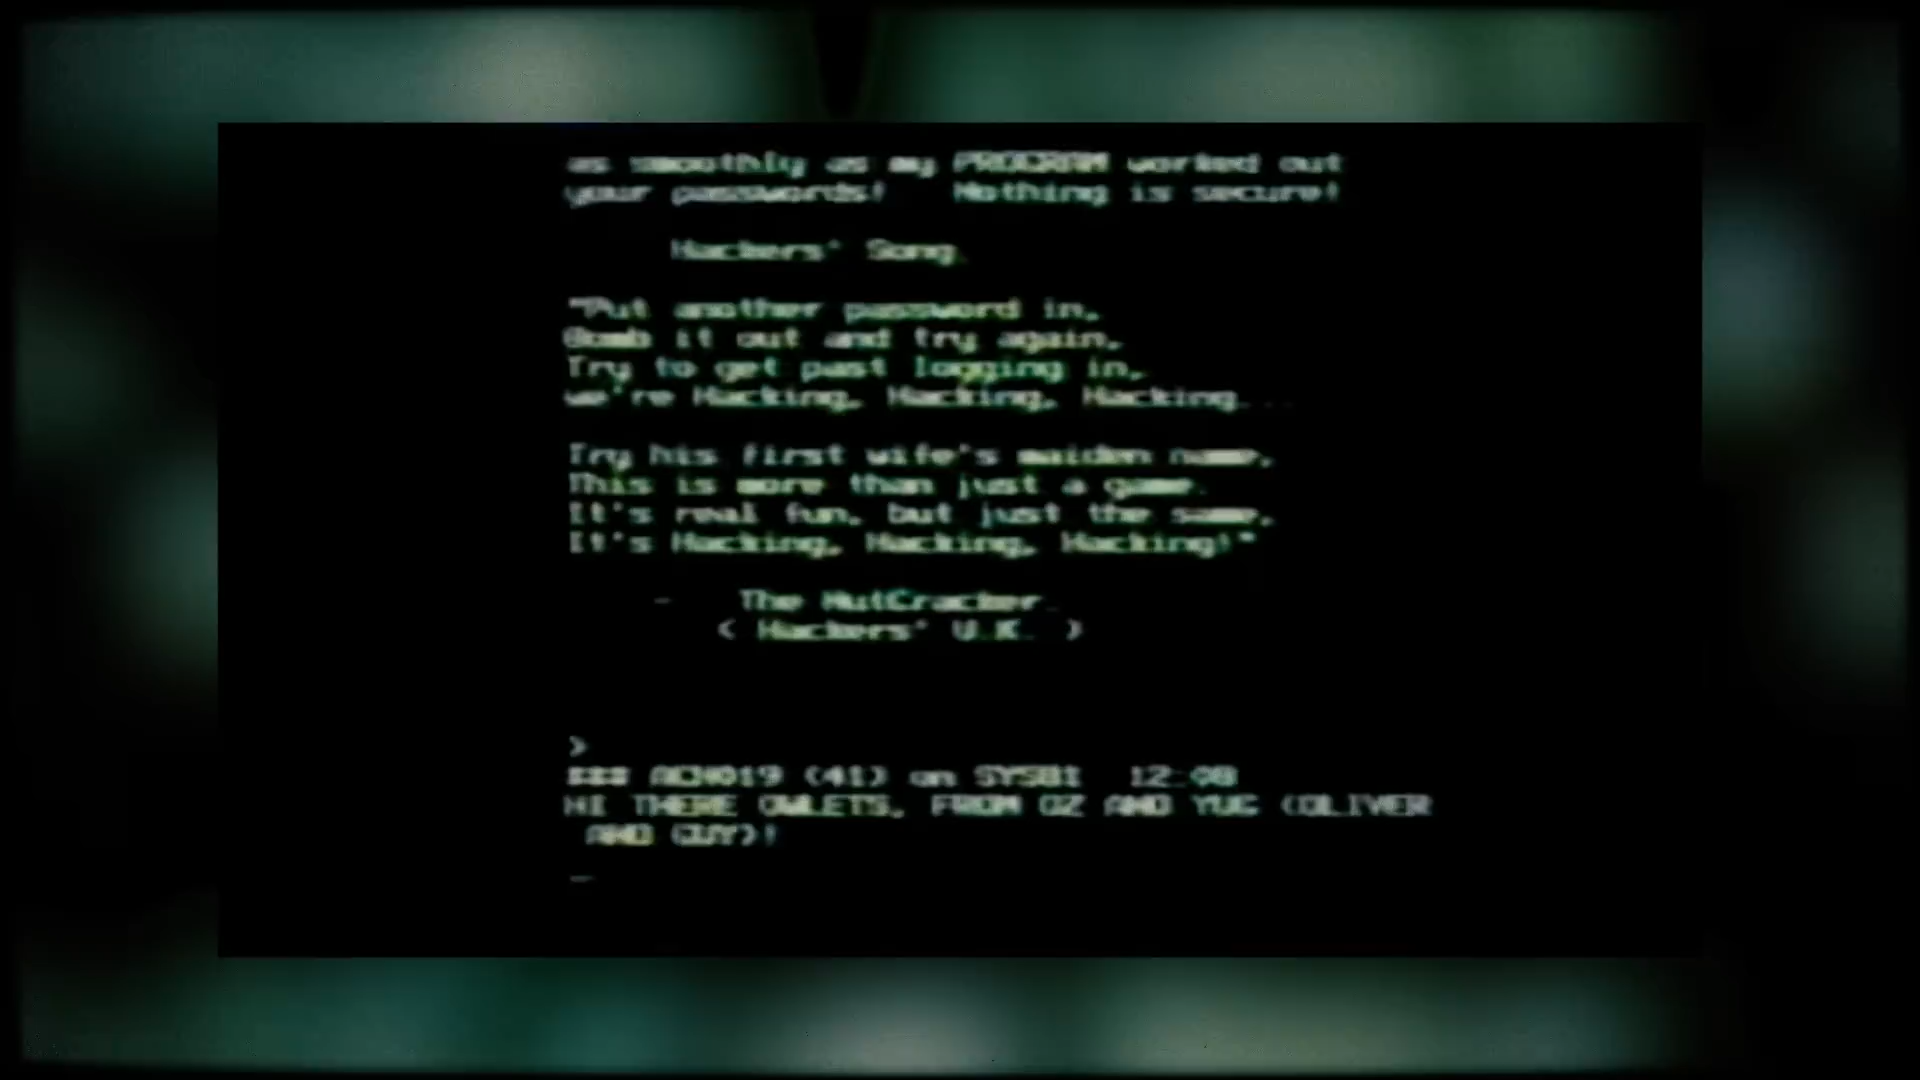 as smoothly as my PROGRAM worked out
your passwords! Nothing is secure!
Hackers' Song.
"Put another password in,
Bomb it out and try again,
Try to get past logging in,
we're Hacking, Hacking, Hacking...
Try his first wife's maiden name,
This is more than just a game.
It's real fun, but just the same,
It's Hacking, Hacking, Hacking!"
- The NutCracker.
( Hackers' U.K. )
>
### ACN019 (41) on SYSBI 12:08
HI THERE OWLETS, FROM OZ AND YUG (OLIVER
AND GUY)!
_